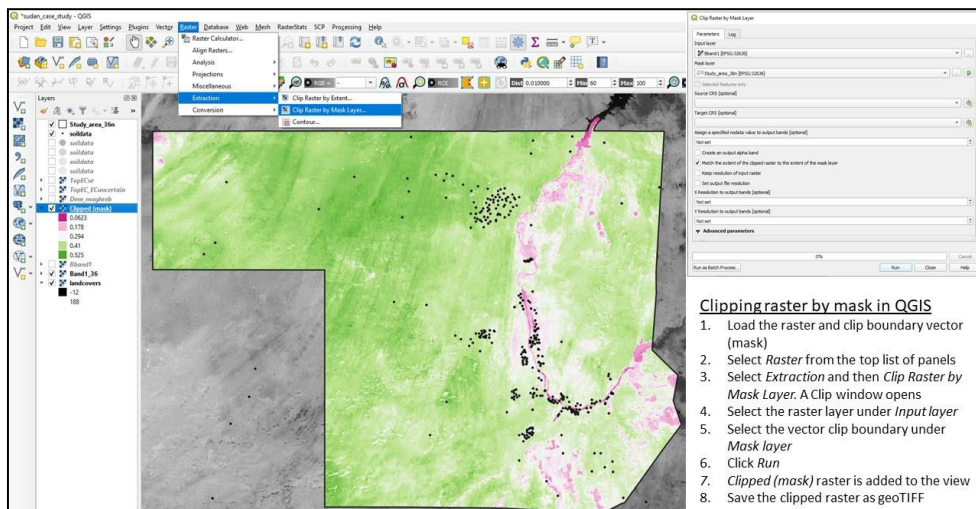 *sudan_case_study - QGIS
Project Edit View Layer Settings Plugins Vector Raster Database Web Mesh RasterStats SCP Processing Help
Raster Calculator...
Align Rasters...
Analysis
Projections
Miscellaneous
Extraction
Conversion
Clip Raster by Extent...
Clip Raster by Mask Layer...
Contour...
RGB = -
RGB
Dist 0.010000
Min 60
Max 100
Layers
Study_area_36n
soildata
soildata
soildata
soildata
soildata
TopECse
TopEC_ECuncertain
Dem_maghreb
Clipped (mask)
0.0623
0.178
0.294
0.41
0.525
Bband1
Band1_36
landcovers
-12
188
Clip Raster by Mask Layer
Parameters Log
Input layer
Bband1 [EPSG:32636]
Mask layer
Study_area_36n [EPSG:32636]
Selected features only
Source CRS [optional]
Target CRS [optional]
Assign a specified nodata value to output bands [optional]
Not set
Create an output alpha band
Match the extent of the clipped raster to the extent of the mask layer
Keep resolution of input raster
Set output file resolution
X Resolution to output bands [optional]
Not set
Y Resolution to output bands [optional]
Not set
Advanced parameters
0%
Cancel
Run as Batch Process...
Run
Close
Help
Clipping raster by mask in QGIS
1. Load the raster and clip boundary vector
(mask)
2. Select Raster from the top list of panels
3. Select Extraction and then Clip Raster by
Mask Layer. A Clip window opens
4. Select the raster layer under Input layer
5. Select the vector clip boundary under
Mask layer
6. Click Run
7. Clipped (mask) raster is added to the view
8. Save the clipped raster as geoTIFF